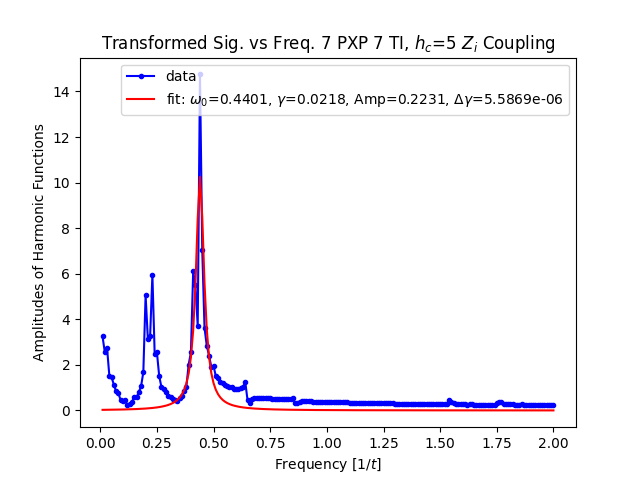 Transformed Sig. vs Freq. 7 PXP 7 TI, $h_c$=5 $Z_i$ Coupling
data
fit: $\omega_0$=0.4401, $\gamma$=0.0218, Amp=0.2231, $\Delta\gamma$=5.5869e-06
Amplitudes of Harmonic Functions
14
12
10
8
6
4
2
0
0.00 0.25 0.50 0.75 1.00 1.25 1.50 1.75 2.00
Frequency [1/$t$]